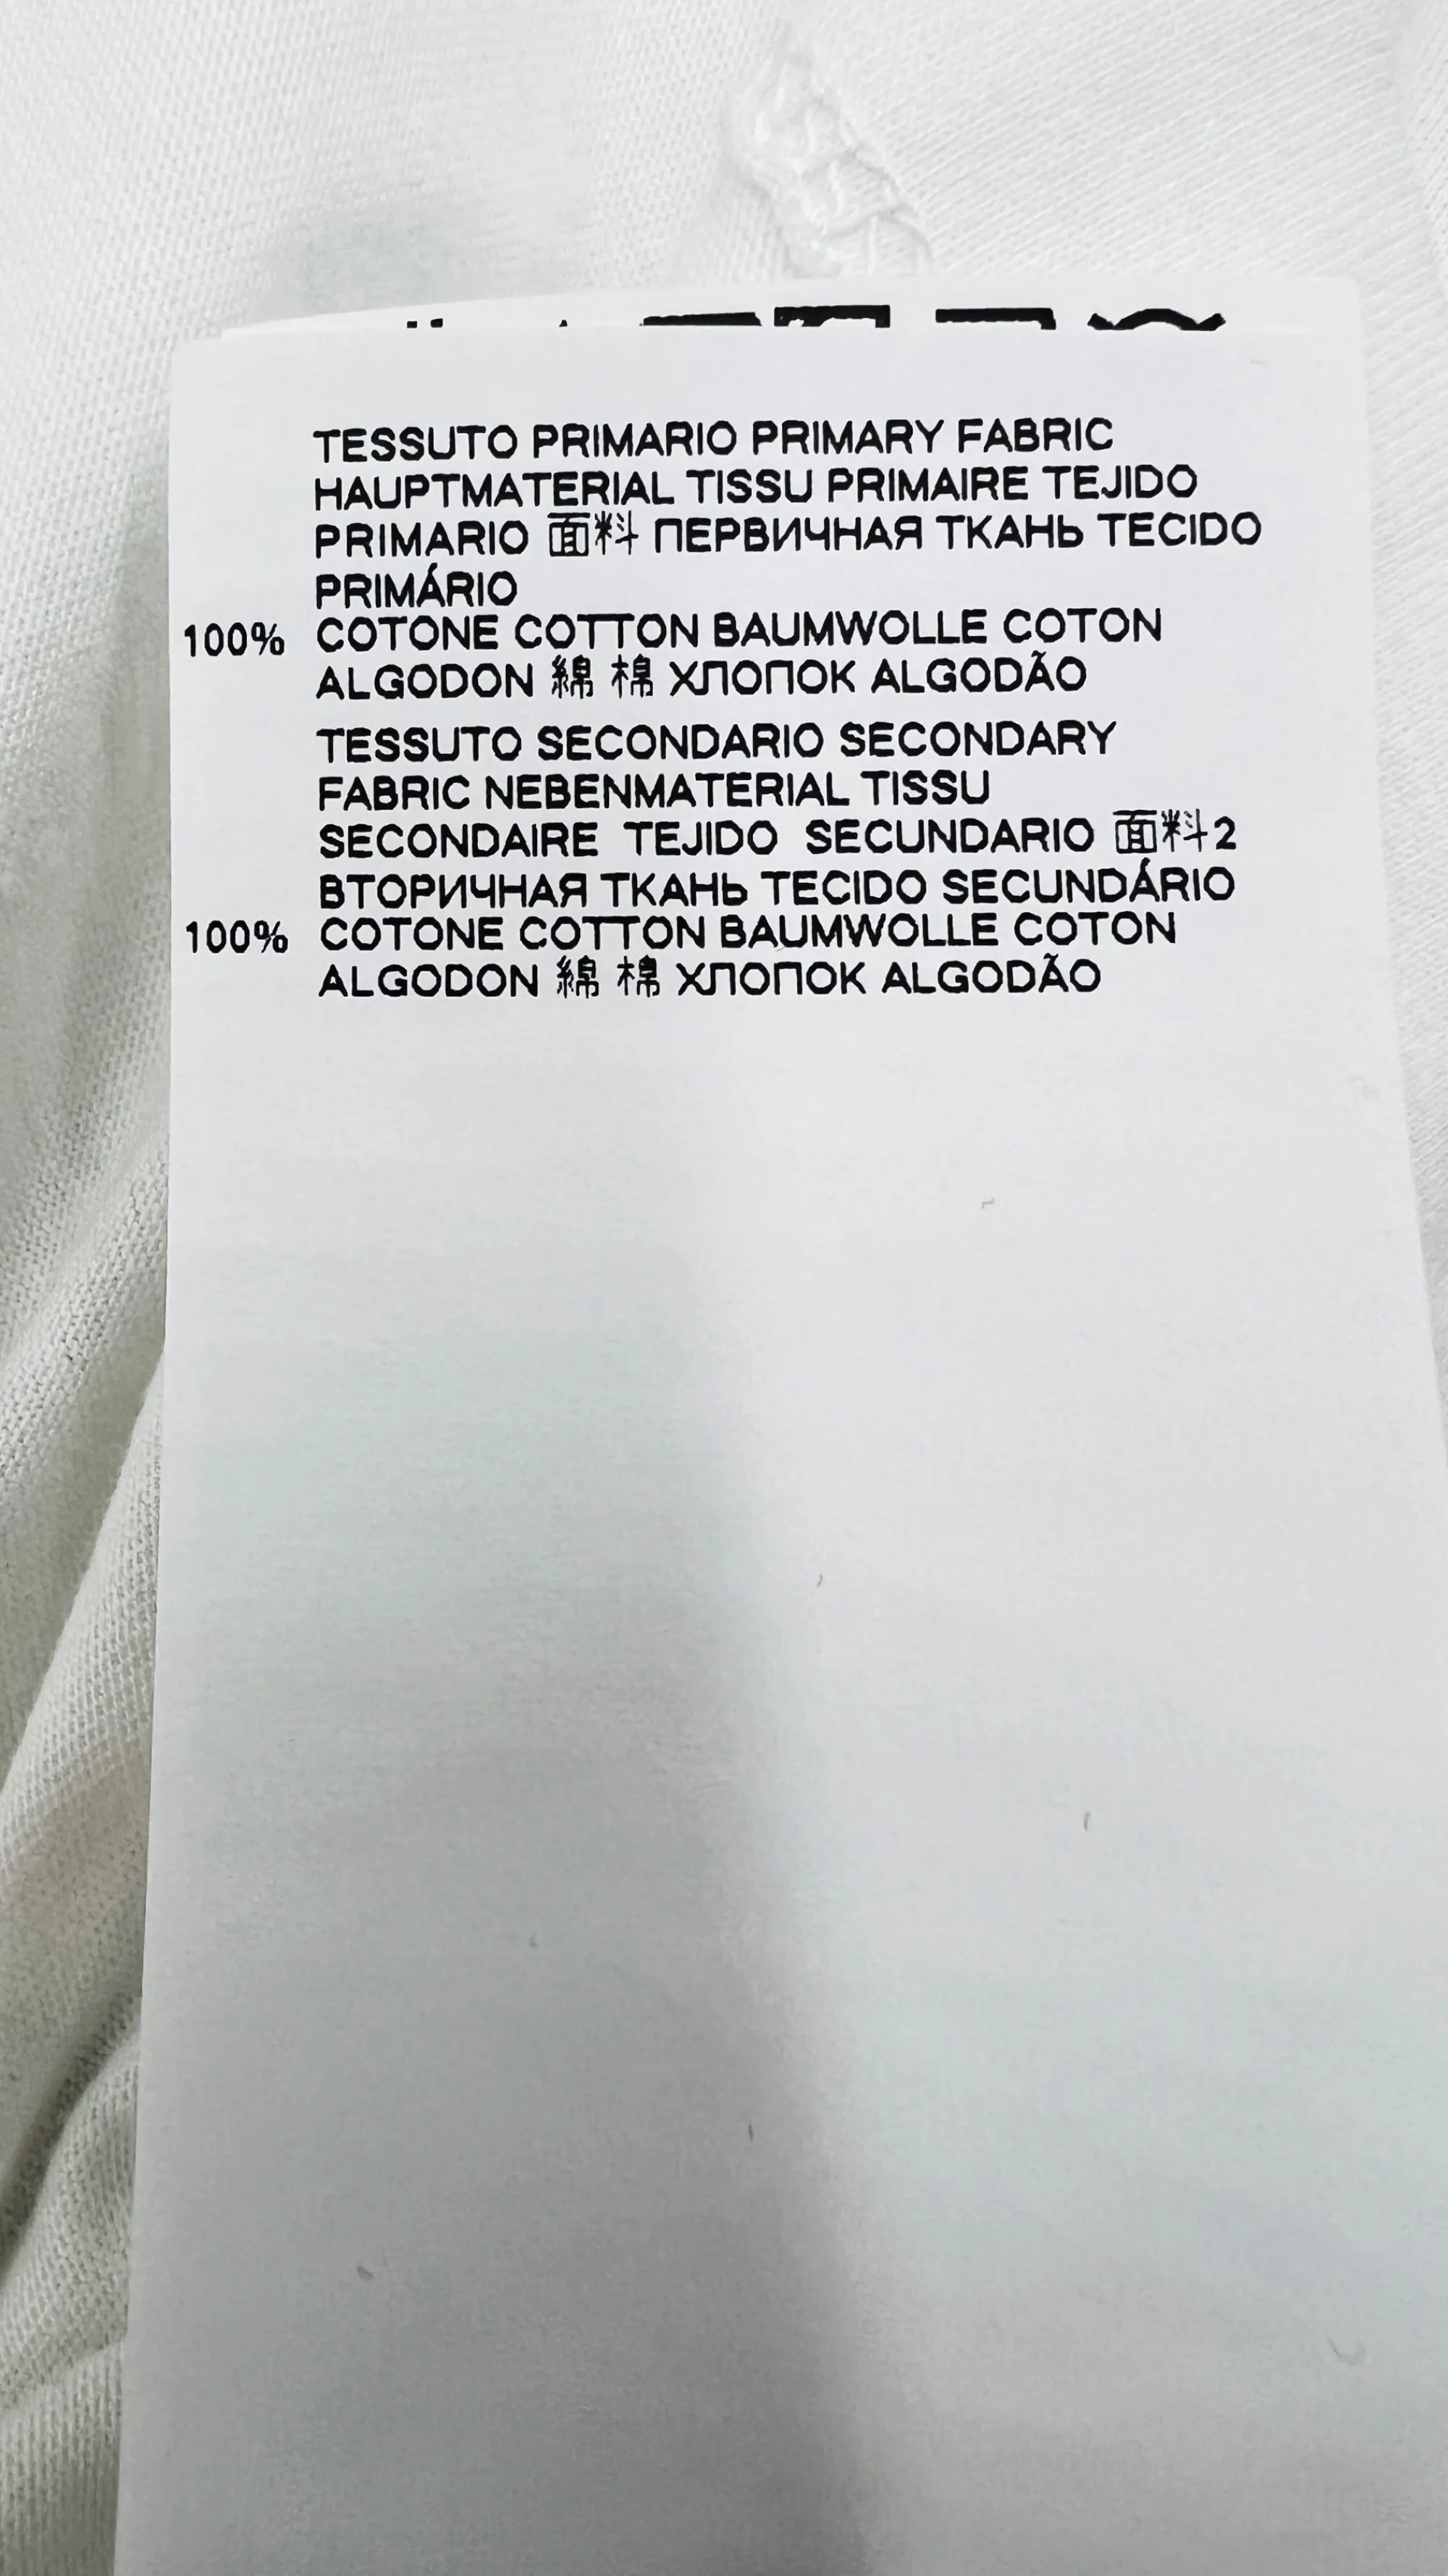 TESSUTO PRIMARIO PRIMARY FABRIC
HAUPTMATERIAL TISSU PRIMAIRE TEJIDO
PRIMARIO 面料 ПЕРВИЧНАЯ ТКАНЬ TECIDO
PRIMÁRIO
100% COTONE COTTON BAUMWOLLE COTON
ALGODON 綿 棉 ХЛОПОК ALGODÃO
TESSUTO SECONDARIO SECONDARY
FABRIC NEBENMATERIAL TISSU
SECONDAIRE TEJIDO SECUNDARIO 面料2
ВТОРИЧНАЯ ТКАНЬ TECIDO SECUNDÁRIO
100% COTONE COTTON BAUMWOLLE COTON
ALGODON 綿 棉 ХЛОПОК ALGODÃO